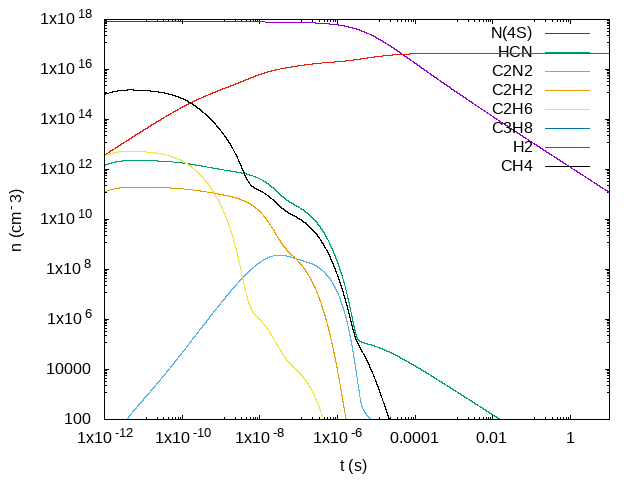 1x10^18
1x10^16
1x10^14
1x10^12
1x10^10
1x10^8
1x10^6
10000
100
n (cm^-3)
N(4S)
HCN
C2N2
C2H2
C2H6
C3H8
H2
CH4
1x10^-12 1x10^-10 1x10^-8 1x10^-6 0.0001 0.01 1
t (s)